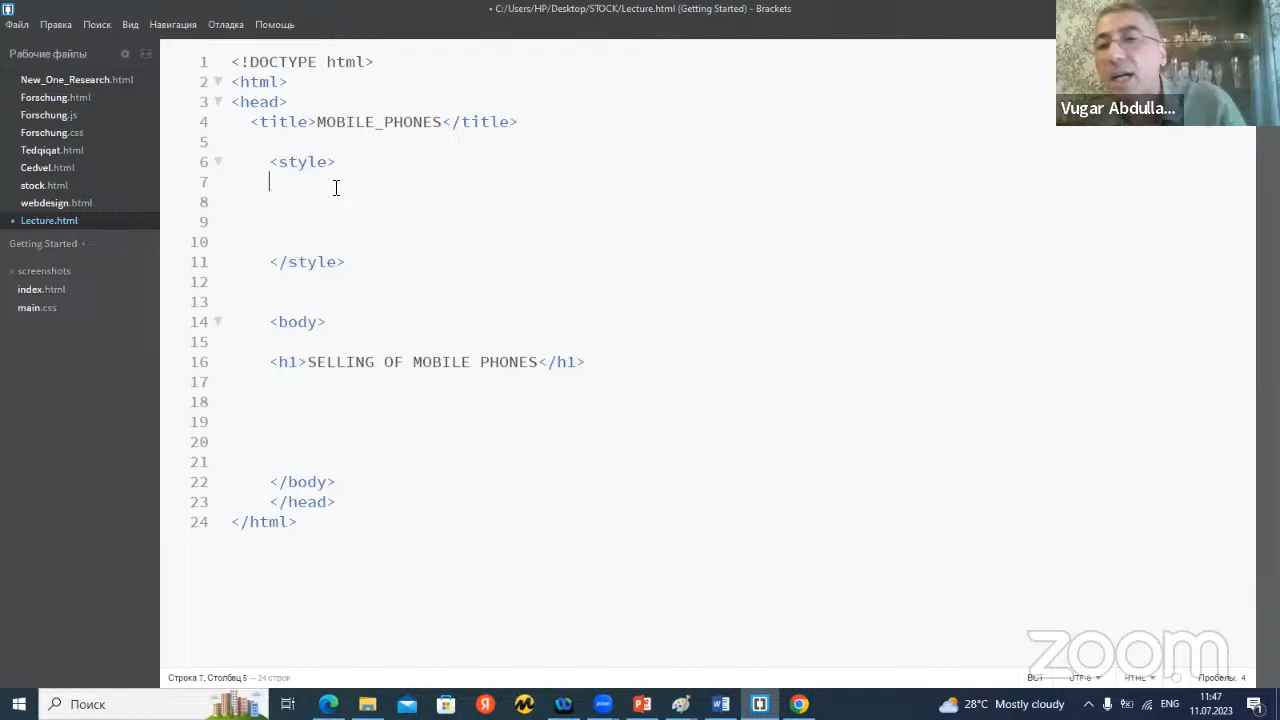 • C:/Users/HP/Desktop/STOCK/Lecture.html (Getting Started) - Brackets
Файл Правка Поиск Вид Навигация Отладка Помощь
Рабочие файлы
New_One_Research.html
Forschung.html
Forschung.js
Forschung.css
Tedqiqat.html
Cedvel.html
stock.html
webdesign.html
Lecture.html
Getting Started
screenshots
index.html
main.css
1 <!DOCTYPE html>
2 <html>
3 <head>
4 <title>MOBILE_PHONES</title>
5
6 <style>
7
8
9
10
11 </style>
12
13
14 <body>
15
16 <h1>SELLING OF MOBILE PHONES</h1>
17
18
19
20
21
22 </body>
23 </head>
24 </html>
Vugar Abdulla...
zoom
Строка 7, Столбец 5 — 24 строк
ВСТ UTF-8 HTML Пробелы: 4
Поиск
28°C Mostly cloudy
ENG
11:47
11.07.2023